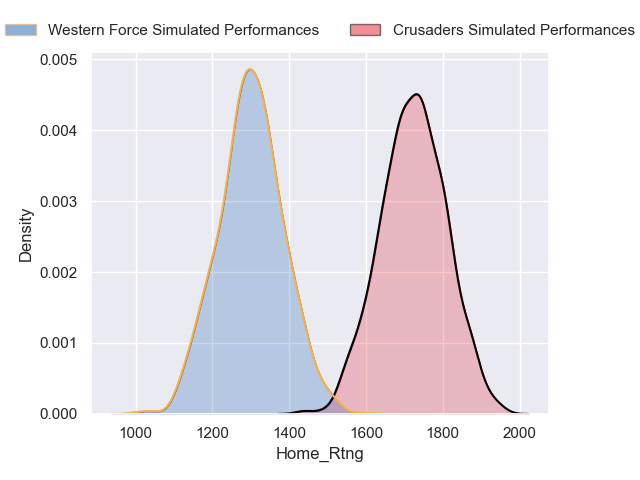 Western Force Simulated Performances Crusaders Simulated Performances
0.005
0.004
0.003
0.002
0.001
0.000
Density
1000 1200 1400 1600 1800 2000
Home_Rtng